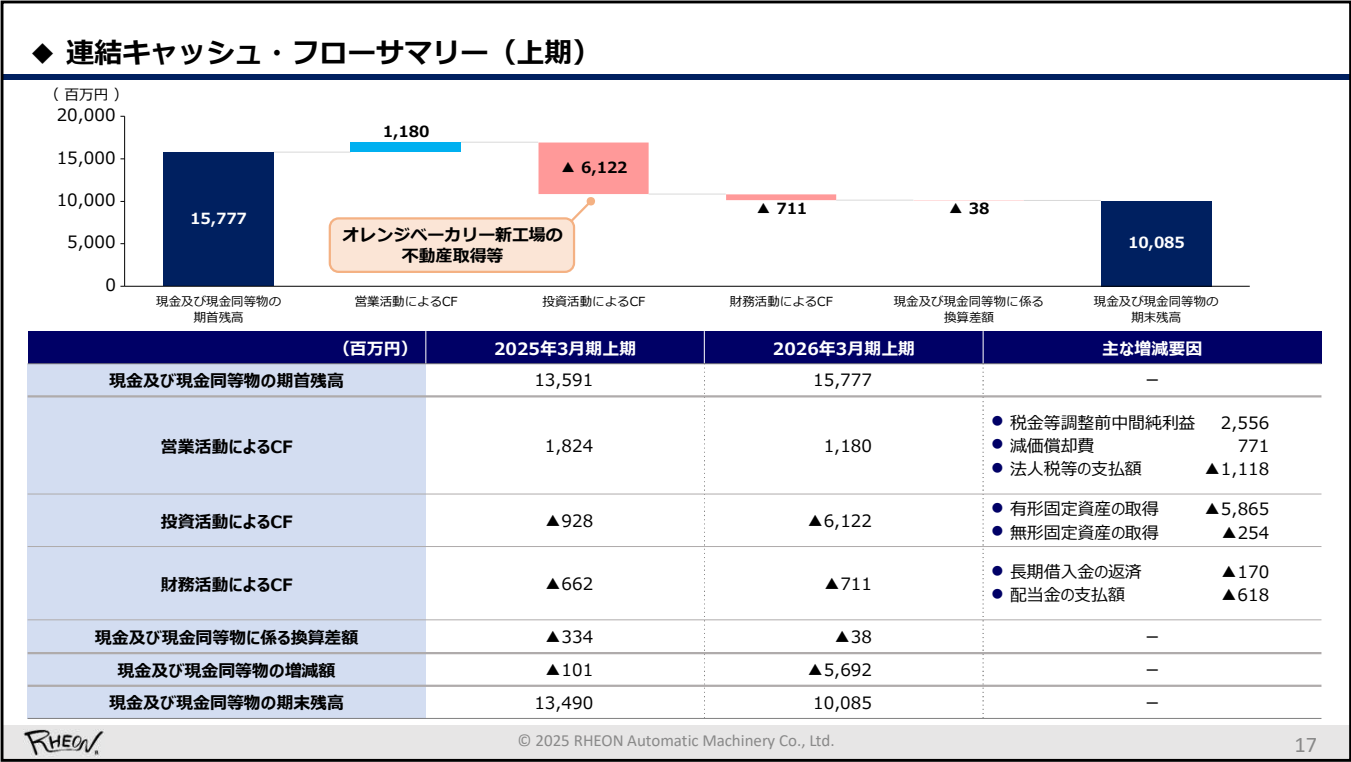 ◆ 連結キャッシュ・フローサマリー（上期）
（ 百万円 ）
20,000
15,000
10,000
5,000
0
15,777
1,180
▲ 6,122
▲ 711
▲ 38
10,085
オレンジベーカリー新工場の
不動産取得等
現金及び現金同等物の
期首残高
営業活動によるCF
投資活動によるCF
財務活動によるCF
現金及び現金同等物に係る
換算差額
現金及び現金同等物の
期末残高
（百万円） 2025年3月期上期 2026年3月期上期 主な増減要因
現金及び現金同等物の期首残高 13,591 15,777 －
営業活動によるCF 1,824 1,180
● 税金等調整前中間純利益 2,556
● 減価償却費 771
● 法人税等の支払額 ▲1,118
投資活動によるCF ▲928 ▲6,122
● 有形固定資産の取得 ▲5,865
● 無形固定資産の取得 ▲254
財務活動によるCF ▲662 ▲711
● 長期借入金の返済 ▲170
● 配当金の支払額 ▲618
現金及び現金同等物に係る換算差額 ▲334 ▲38 －
現金及び現金同等物の増減額 ▲101 ▲5,692 －
現金及び現金同等物の期末残高 13,490 10,085 －
RHEON
© 2025 RHEON Automatic Machinery Co., Ltd.
17